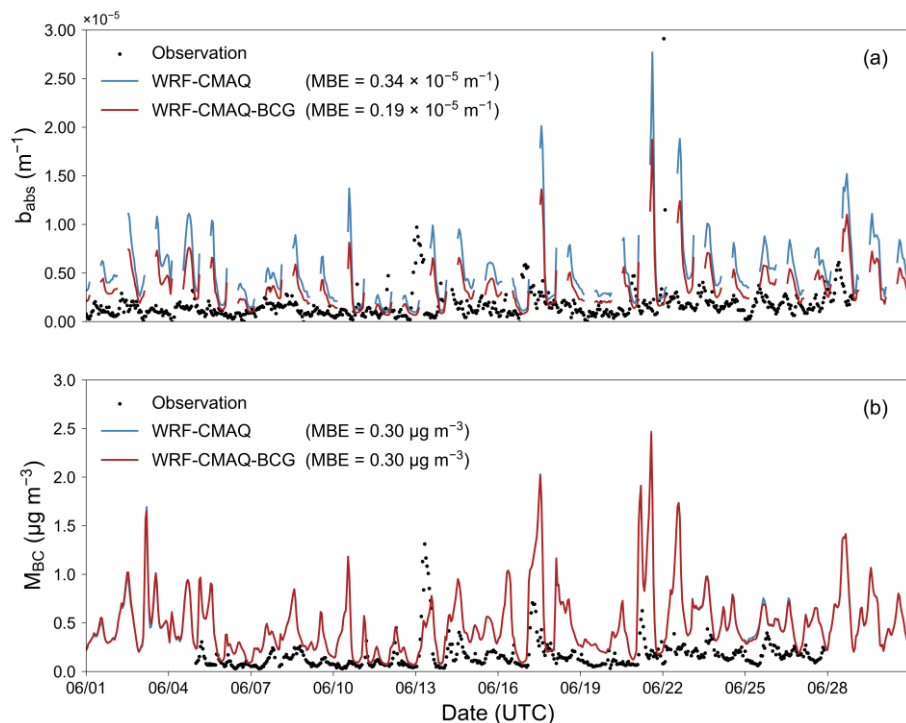 ×10⁻⁵
3.00
2.50
2.00
1.50
1.00
0.50
0.00
b_abs (m⁻¹)
(a)
Observation
WRF-CMAQ (MBE = 0.34 × 10⁻⁵ m⁻¹)
WRF-CMAQ-BCG (MBE = 0.19 × 10⁻⁵ m⁻¹)
3.0
2.5
2.0
1.5
1.0
0.5
0.0
M_BC (μg m⁻³)
(b)
Observation
WRF-CMAQ (MBE = 0.30 μg m⁻³)
WRF-CMAQ-BCG (MBE = 0.30 μg m⁻³)
06/01 06/04 06/07 06/10 06/13 06/16 06/19 06/22 06/25 06/28
Date (UTC)